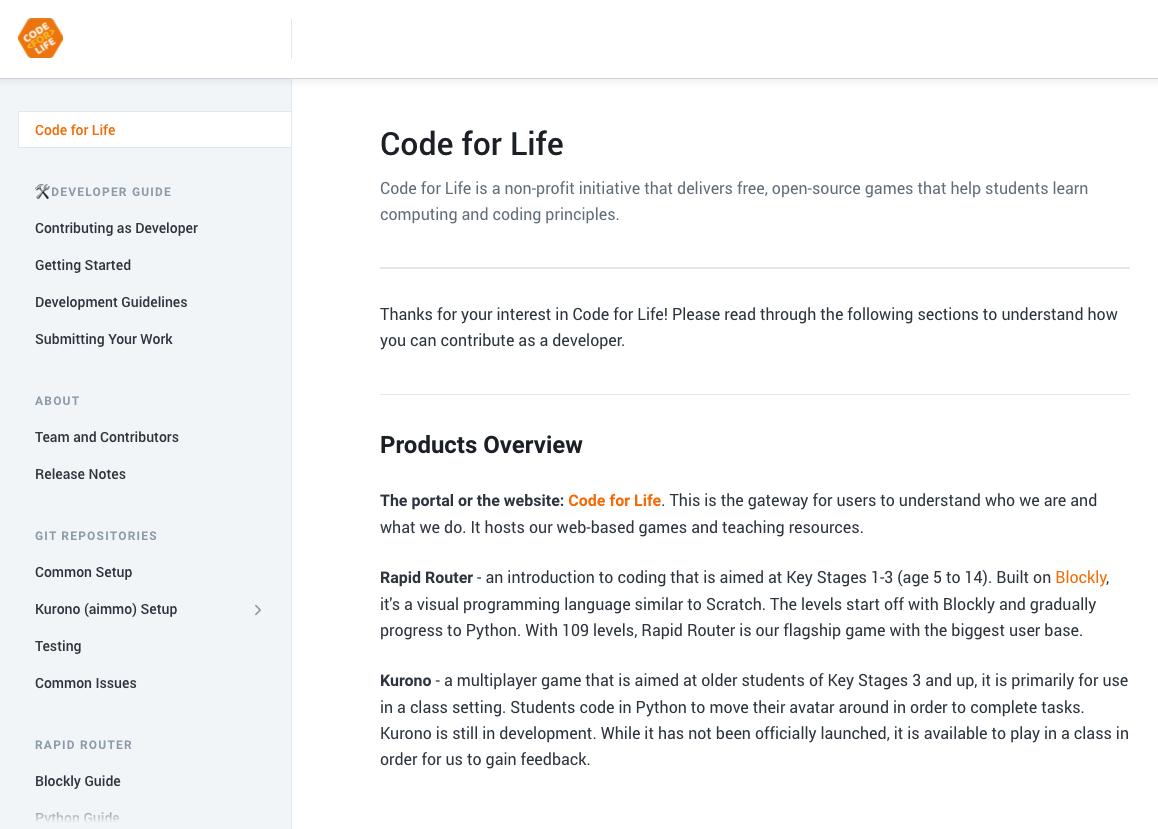 CODE
<FOR>
LIFE
Code for Life
DEVELOPER GUIDE
Contributing as Developer
Getting Started
Development Guidelines
Submitting Your Work
ABOUT
Team and Contributors
Release Notes
GIT REPOSITORIES
Common Setup
Kurono (aimmo) Setup
Testing
Common Issues
RAPID ROUTER
Blockly Guide
Python Guide
Code for Life
Code for Life is a non-profit initiative that delivers free, open-source games that help students learn
computing and coding principles.
Thanks for your interest in Code for Life! Please read through the following sections to understand how
you can contribute as a developer.
Products Overview
The portal or the website: Code for Life. This is the gateway for users to understand who we are and
what we do. It hosts our web-based games and teaching resources.
Rapid Router - an introduction to coding that is aimed at Key Stages 1-3 (age 5 to 14). Built on Blockly,
it’s a visual programming language similar to Scratch. The levels start off with Blockly and gradually
progress to Python. With 109 levels, Rapid Router is our flagship game with the biggest user base.
Kurono - a multiplayer game that is aimed at older students of Key Stages 3 and up, it is primarily for use
in a class setting. Students code in Python to move their avatar around in order to complete tasks.
Kurono is still in development. While it has not been officially launched, it is available to play in a class in
order for us to gain feedback.